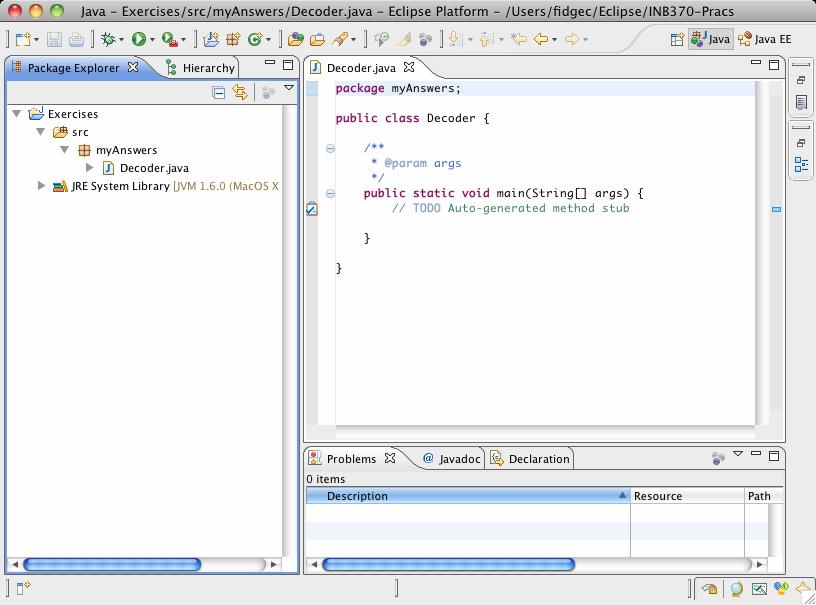 Java – Exercises/src/myAnswers/Decoder.java – Eclipse Platform – /Users/fidgec/Eclipse/INB370-Pracs
Java
Java EE
Package Explorer
Hierarchy
Exercises
src
myAnswers
Decoder.java
JRE System Library [JVM 1.6.0 (MacOS X
Decoder.java
package myAnswers;
public class Decoder {
/**
* @param args
*/
public static void main(String[] args) {
// TODO Auto-generated method stub
}
}
Problems
@ Javadoc
Declaration
0 items
Description
Resource
Path